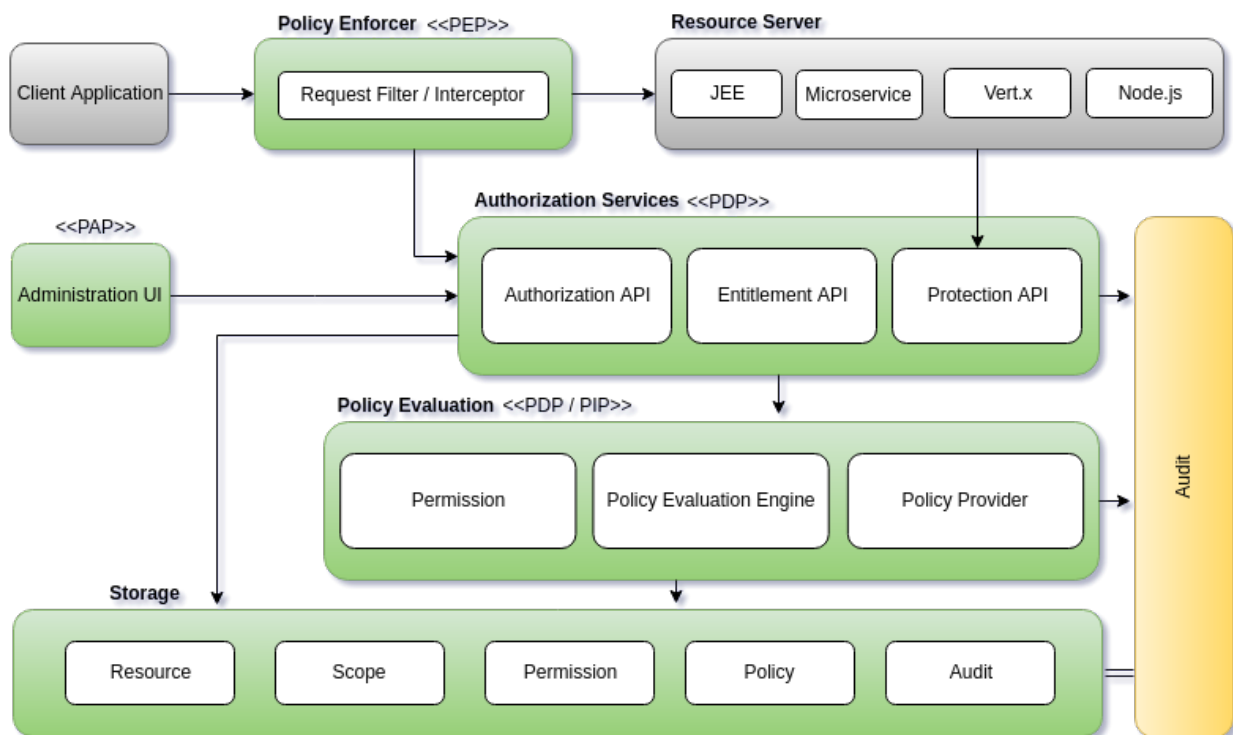 Policy Enforcer <<PEP>>
Resource Server
Client Application
Request Filter / Interceptor
JEE
Microservice
Vert.x
Node.js
Authorization Services <<PDP>>
<<PAP>>
Administration UI
Authorization API
Entitlement API
Protection API
Policy Evaluation <<PDP / PIP>>
Permission
Policy Evaluation Engine
Policy Provider
Audit
Storage
Resource
Scope
Permission
Policy
Audit